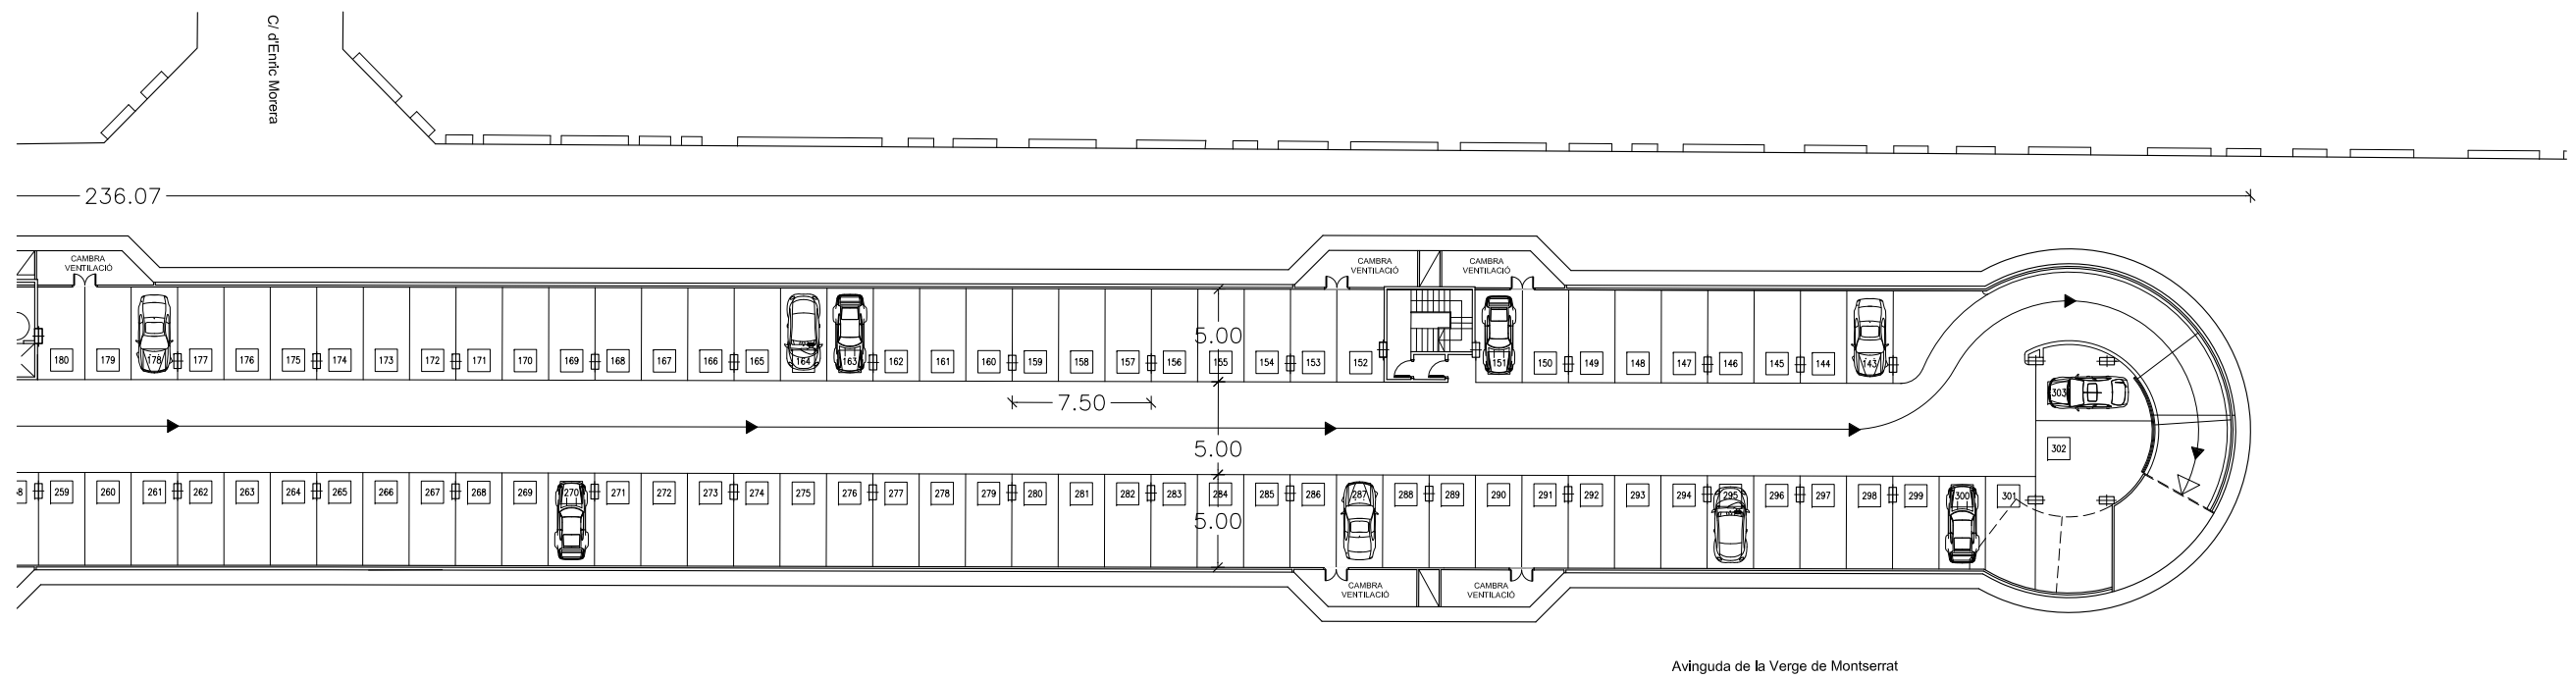 C/ d'Enric Morera
236.07
CAMBRA
VENTILACIÓ
CAMBRA
VENTILACIÓ
CAMBRA
VENTILACIÓ
5.00
180 179 178 177 176 175 174 173 172 171 170 169 168 167 166 165 164 163 162 161 160 159 158 157 156 155 154 153 152 151 150 149 148 147 146 145 144 143
303
7.50
5.00
302
259 260 261 262 263 264 265 266 267 268 269 270 271 272 273 274 275 276 277 278 279 280 281 282 283 284 285 286 287 288 289 290 291 292 293 294 295 296 297 298 299 300 301
5.00
CAMBRA
VENTILACIÓ
CAMBRA
VENTILACIÓ
Avinguda de la Verge de Montserrat